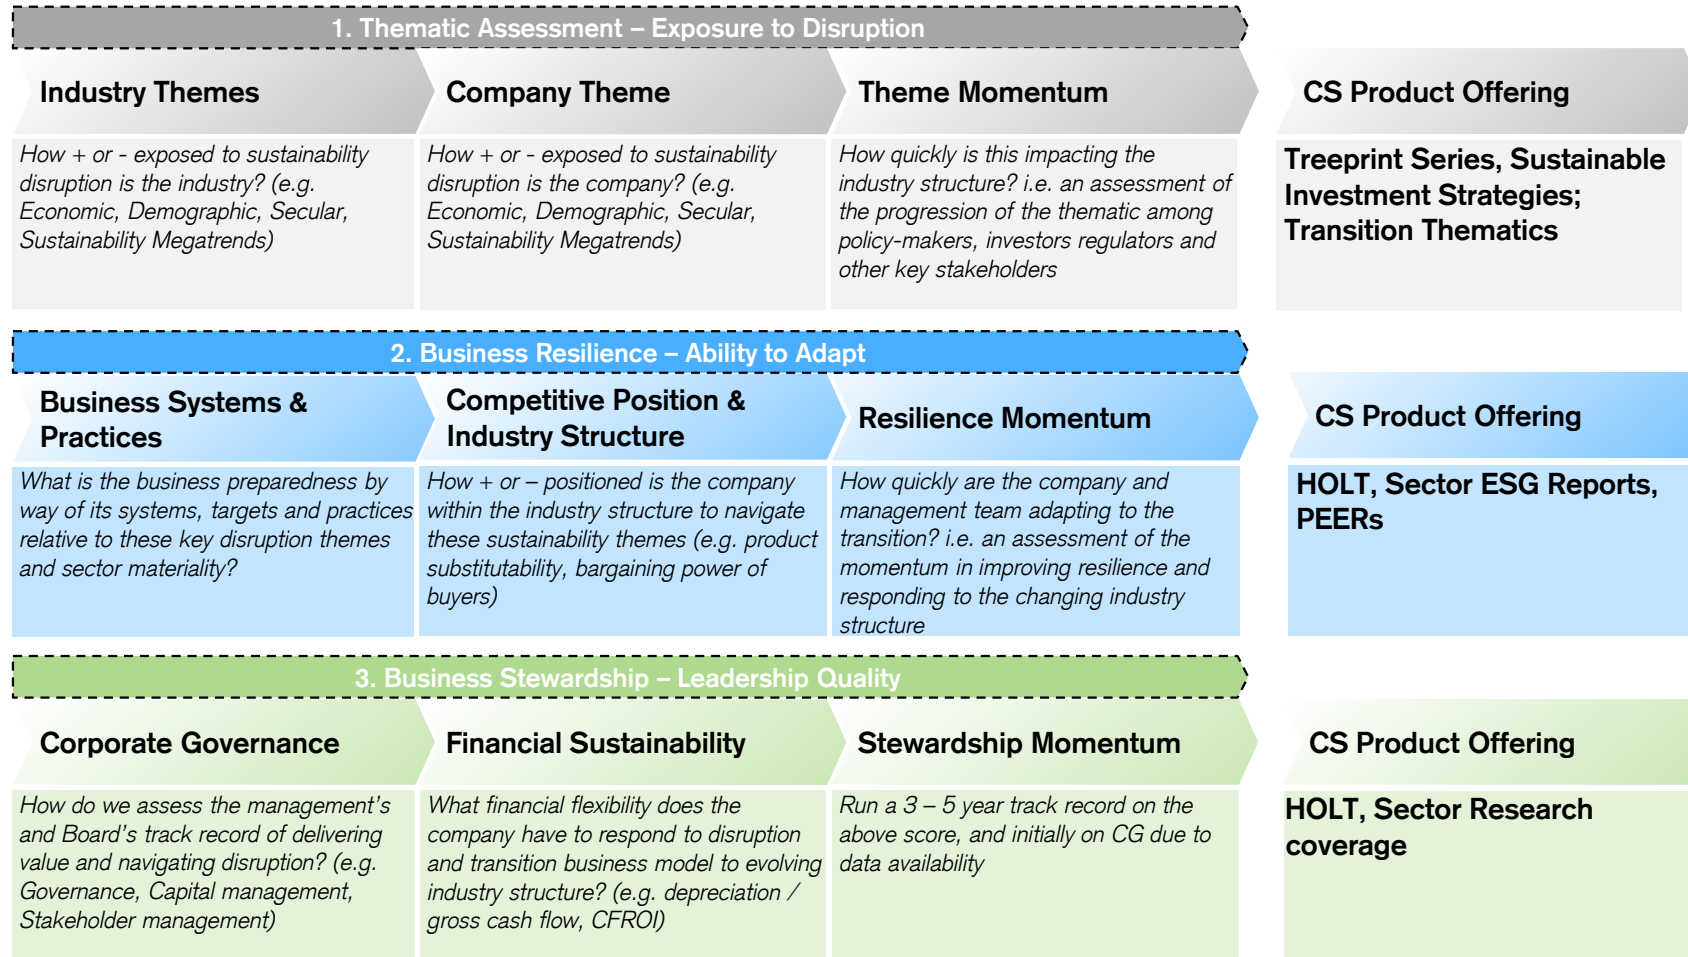 1. Thematic Assessment – Exposure to Disruption
Industry Themes
Company Theme
Theme Momentum
CS Product Offering
How + or - exposed to sustainability
disruption is the industry? (e.g.
Economic, Demographic, Secular,
Sustainability Megatrends)
How + or - exposed to sustainability
disruption is the company? (e.g.
Economic, Demographic, Secular,
Sustainability Megatrends)
How quickly is this impacting the
industry structure? i.e. an assessment of
the progression of the thematic among
policy-makers, investors regulators and
other key stakeholders
Treeprint Series, Sustainable
Investment Strategies;
Transition Thematics
2. Business Resilience – Ability to Adapt
Business Systems &
Practices
Competitive Position &
Industry Structure
Resilience Momentum
CS Product Offering
What is the business preparedness by
way of its systems, targets and practices
relative to these key disruption themes
and sector materiality?
How + or – positioned is the company
within the industry structure to navigate
these sustainability themes (e.g. product
substitutability, bargaining power of
buyers)
How quickly are the company and
management team adapting to the
transition? i.e. an assessment of the
momentum in improving resilience and
responding to the changing industry
structure
HOLT, Sector ESG Reports,
PEERs
3. Business Stewardship – Leadership Quality
Corporate Governance
Financial Sustainability
Stewardship Momentum
CS Product Offering
How do we assess the management's
and Board's track record of delivering
value and navigating disruption? (e.g.
Governance, Capital management,
Stakeholder management)
What financial flexibility does the
company have to respond to disruption
and transition business model to evolving
industry structure? (e.g. depreciation /
gross cash flow, CFROI)
Run a 3 – 5 year track record on the
above score, and initially on CG due to
data availability
HOLT, Sector Research
coverage